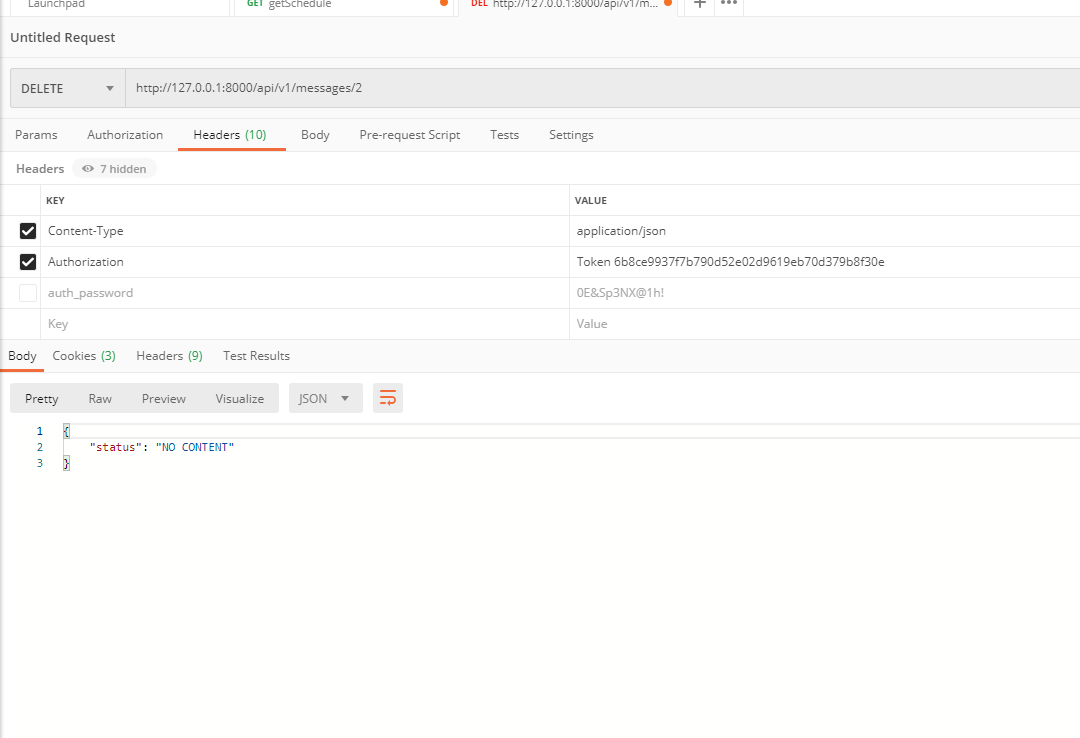 Launchpad GET getSchedule DEL http://127.0.0.1:8000/api/v1/m... + •••
Untitled Request
DELETE http://127.0.0.1:8000/api/v1/messages/2
Params Authorization Headers (10) Body Pre-request Script Tests Settings
Headers 7 hidden
KEY VALUE
Content-Type application/json
Authorization Token 6b8ce9937f7b790d52e02d9619eb70d379b8f30e
auth_password 0E&Sp3NX@1h!
Key Value
Body Cookies (3) Headers (9) Test Results
Pretty Raw Preview Visualize JSON
1 {
2 "status": "NO CONTENT"
3 }